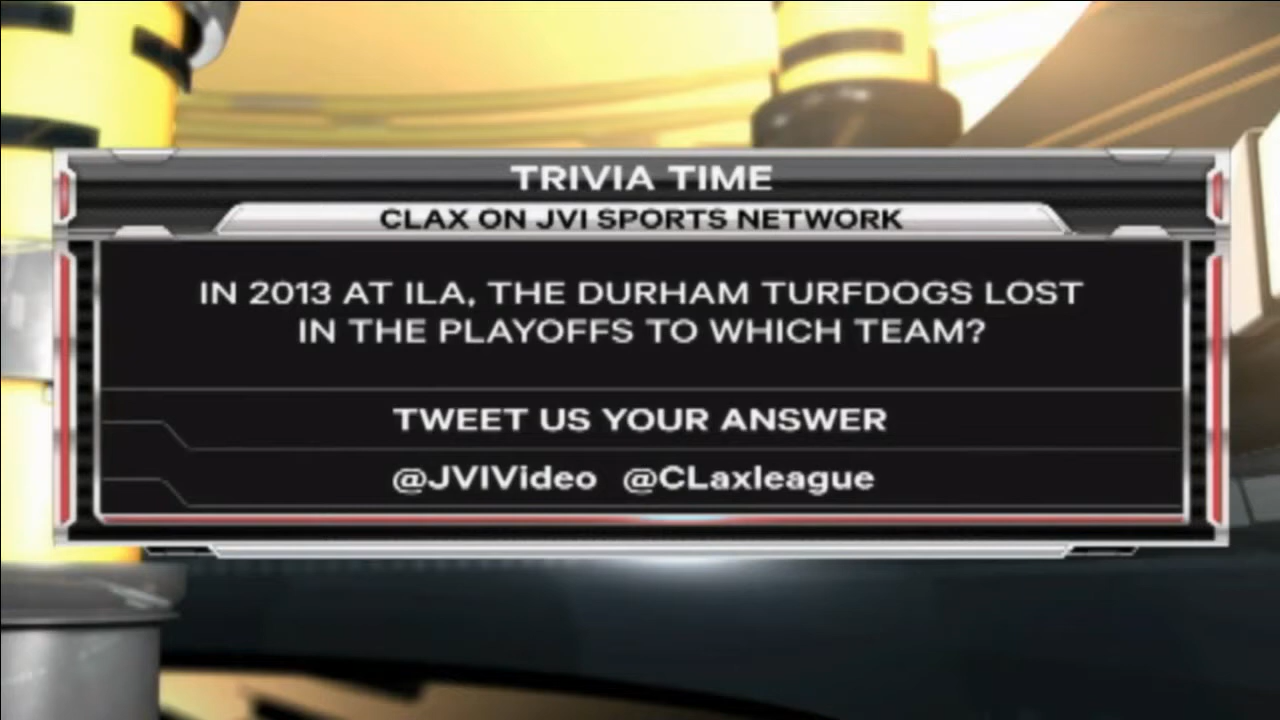 TRIVIA TIME
CLAX ON JVI SPORTS NETWORK
IN 2013 AT ILA, THE DURHAM TURFDOGS LOST
IN THE PLAYOFFS TO WHICH TEAM?
TWEET US YOUR ANSWER
@JVIVideo @CLaxleague